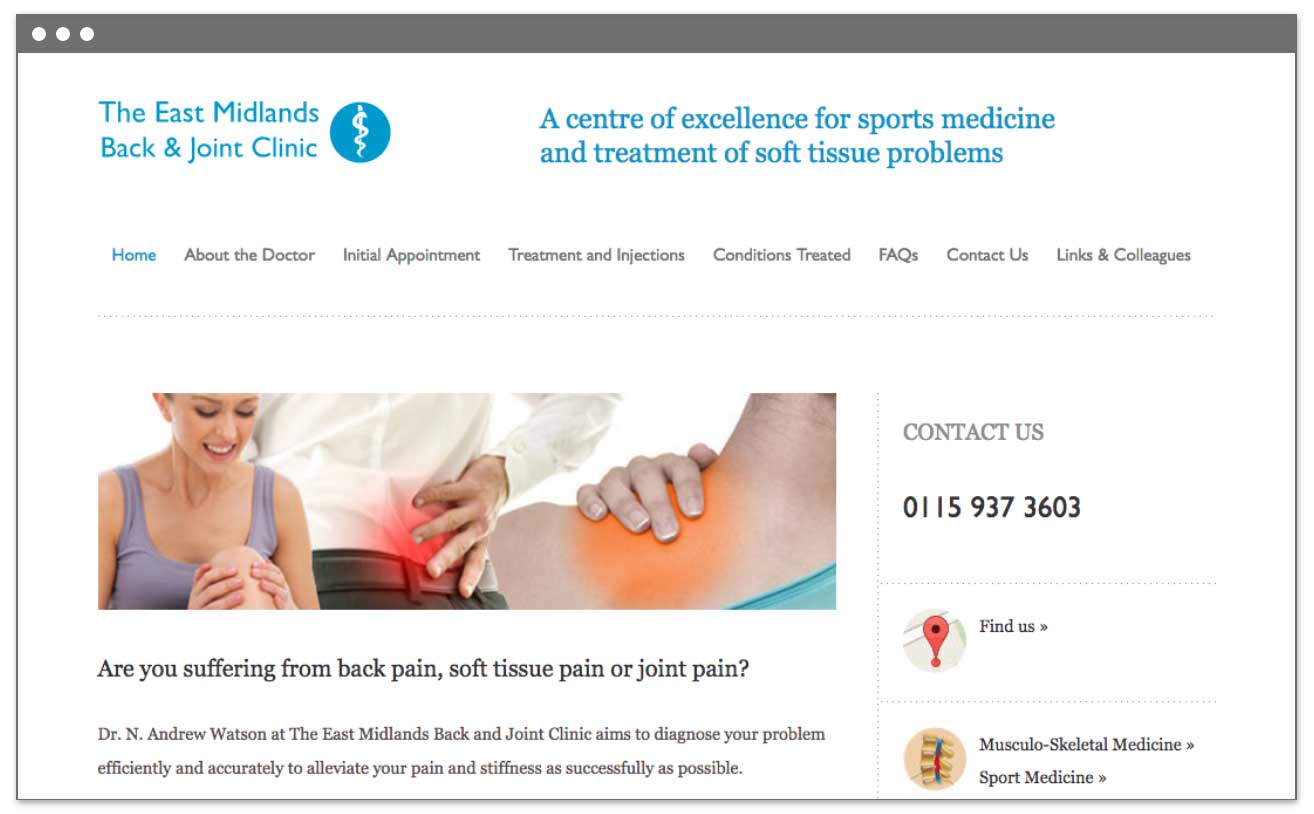 The East Midlands
Back & Joint Clinic
A centre of excellence for sports medicine
and treatment of soft tissue problems
Home About the Doctor Initial Appointment Treatment and Injections Conditions Treated FAQs Contact Us Links & Colleagues
CONTACT US
0115 937 3603
Find us »
Are you suffering from back pain, soft tissue pain or joint pain?
Dr. N. Andrew Watson at The East Midlands Back and Joint Clinic aims to diagnose your problem
efficiently and accurately to alleviate your pain and stiffness as successfully as possible.
Musculo-Skeletal Medicine »
Sport Medicine »